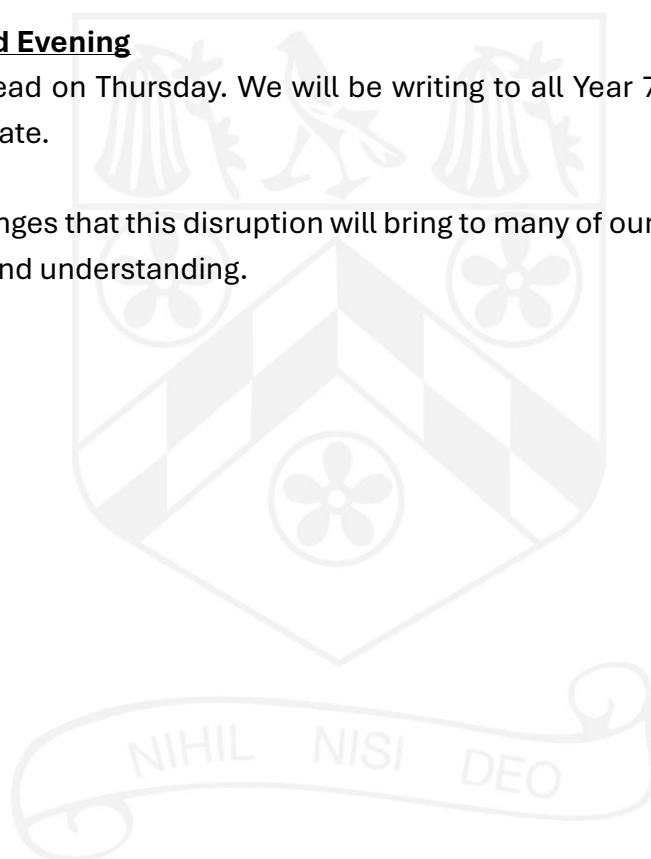 d Evening
ead on Thursday. We will be writing to all Year 7
ate.
nges that this disruption will bring to many of our
nd understanding.
NIHIL NISI DEO